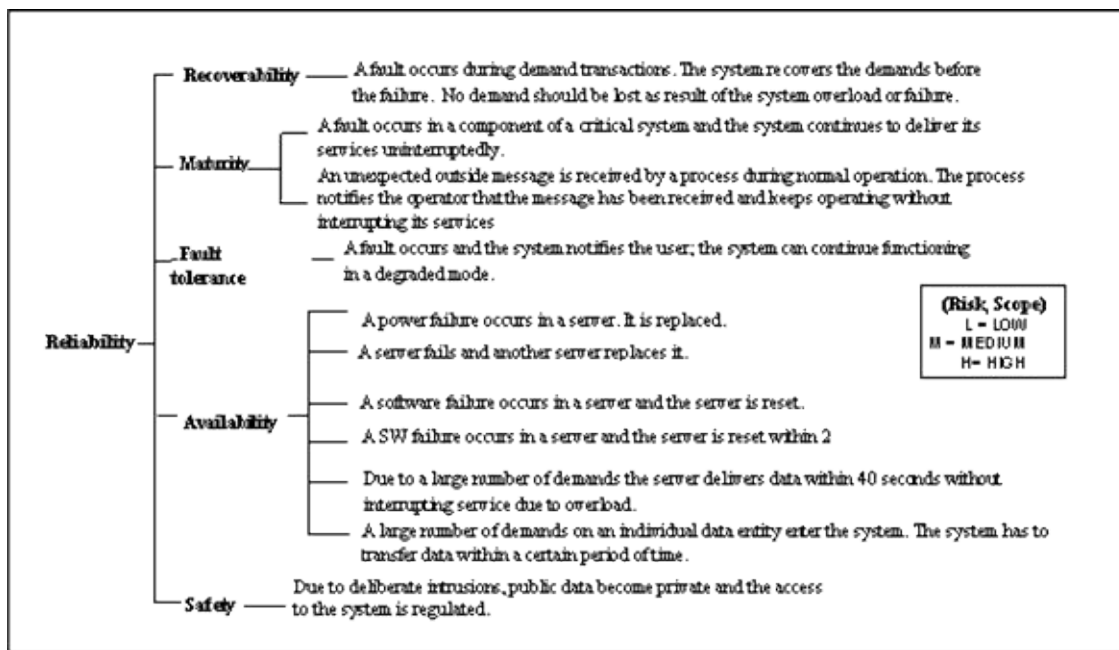 Recoverability
A fault occurs during demand transactions. The system recovers the demands before
the failure. No demand should be lost as result of the system overload or failure.
A fault occurs in a component of a critical system and the system continues to deliver its
services uninterruptedly.
Maturity
An unexpected outside message is received by a process during normal operation. The process
notifies the operator that the message has been received and keeps operating without
interrupting its services
Fault
tolerance
A fault occurs and the system notifies the user; the system can continue functioning
in a degraded mode.
(Risk, Scope)
L = LOW
M = MEDIUM
H= HIGH
Reliability
A power failure occurs in a server. It is replaced.
A server fails and another server replaces it.
Availability
A software failure occurs in a server and the server is reset.
A SW failure occurs in a server and the server is reset within 2
Due to a large number of demands the server delivers data within 40 seconds without
interrupting service due to overload.
A large number of demands on an individual data entity enter the system. The system has to
transfer data within a certain period of time.
Safety
Due to deliberate intrusions, public data become private and the access
to the system is regulated.